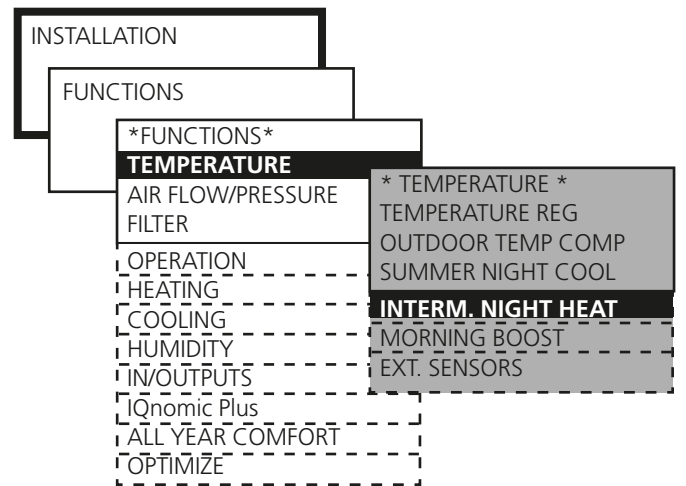 INSTALLATION
FUNCTIONS
*FUNCTIONS*
TEMPERATURE
AIR FLOW/PRESSURE
FILTER
OPERATION
HEATING
COOLING
HUMIDITY
IN/OUTPUTS
IQnomic Plus
ALL YEAR COMFORT
OPTIMIZE
* TEMPERATURE *
TEMPERATURE REG
OUTDOOR TEMP COMP
SUMMER NIGHT COOL
INTERM. NIGHT HEAT
MORNING BOOST
EXT. SENSORS